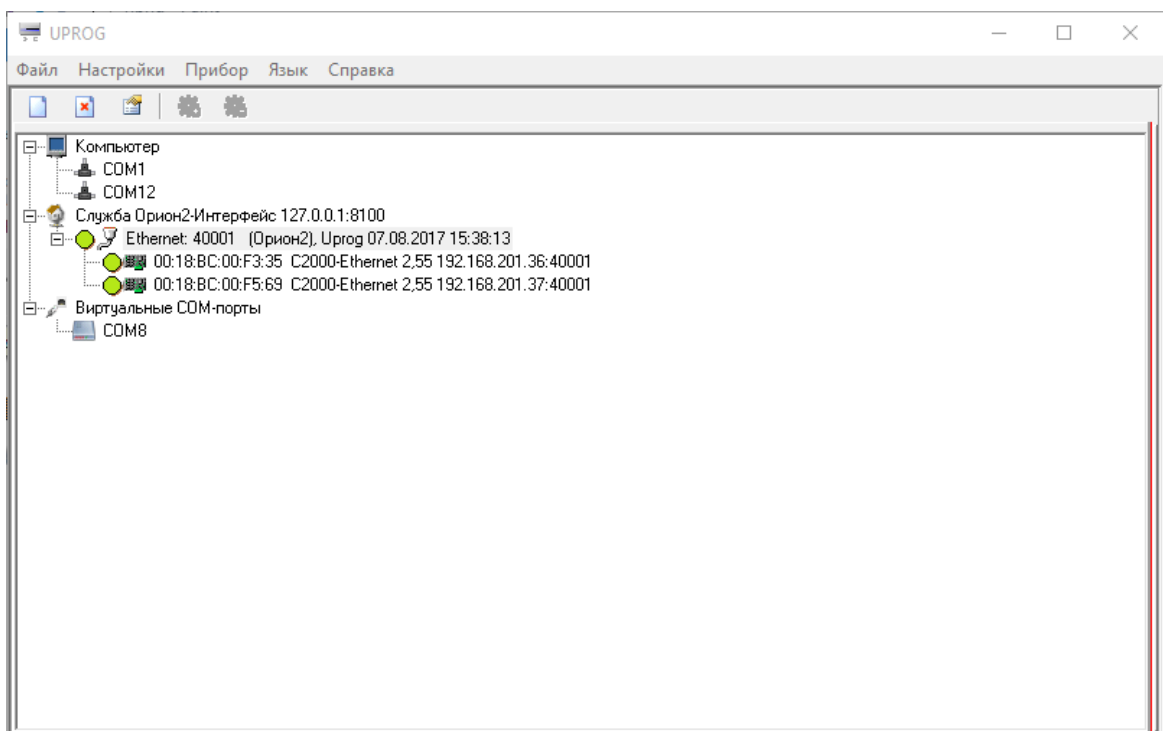 UPROG
Файл Настройки Прибор Язык Справка
Компьютер
COM1
COM12
Служба Орион2-Интерфейс 127.0.0.1:8100
Ethernet: 40001 (Орион2), Uprog 07.08.2017 15:38:13
00:18:BC:00:F3:35 C2000-Ethernet 2,55 192.168.201.36:40001
00:18:BC:00:F5:69 C2000-Ethernet 2,55 192.168.201.37:40001
Виртуальные COM-порты
COM8